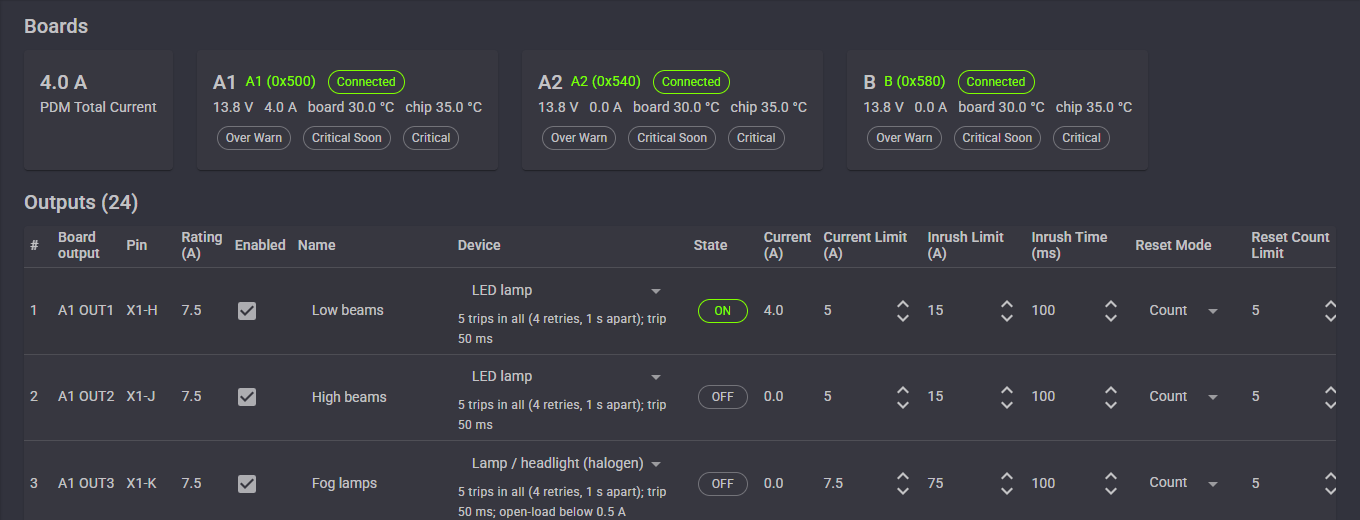 Boards
4.0 A
PDM Total Current
A1 A1 (0x500) Connected
13.8 V 4.0 A board 30.0 °C chip 35.0 °C
Over Warn Critical Soon Critical
A2 A2 (0x540) Connected
13.8 V 0.0 A board 30.0 °C chip 35.0 °C
Over Warn Critical Soon Critical
B B (0x580) Connected
13.8 V 0.0 A board 30.0 °C chip 35.0 °C
Over Warn Critical Soon Critical
Outputs (24)
# Board output Pin Rating (A) Enabled Name Device State Current (A) Current Limit (A) Inrush Limit (A) Inrush Time (ms) Reset Mode Reset Count Limit
LED lamp
1 A1 OUT1 X1-H 7.5 Low beams ON 4.0 5 15 100 Count 5
5 trips in all (4 retries, 1 s apart); trip
50 ms
LED lamp
2 A1 OUT2 X1-J 7.5 High beams OFF 0.0 5 15 100 Count 5
5 trips in all (4 retries, 1 s apart); trip
50 ms
Lamp / headlight (halogen)
3 A1 OUT3 X1-K 7.5 Fog lamps OFF 0.0 7.5 75 100 Count 5
5 trips in all (4 retries, 1 s apart); trip
50 ms; open-load below 0.5 A